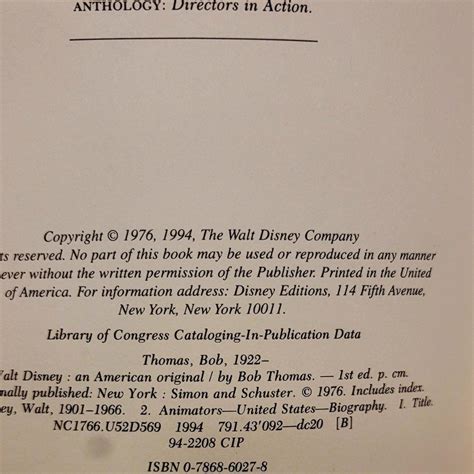 ANTHOLOGY: Directors in Action.
Copyright © 1976, 1994, The Walt Disney Company
ts reserved. No part of this book may be used or reproduced in any manner
ever without the written permission of the Publisher. Printed in the United
of America. For information address: Disney Editions, 114 Fifth Avenue,
New York, New York 10011.
Library of Congress Cataloging-In-Publication Data
Thomas, Bob, 1922–
Walt Disney : an American original / by Bob Thomas. — 1st ed. p. cm.
nally published: New York : Simon and Schuster. © 1976. Includes index.
ey, Walt, 1901–1966. 2. Animators—United States—Biography. I. Title.
NC1766.U52D569 1994 791.43'092—dc20 [B]
94-2208 CIP
ISBN 0-7868-6027-8